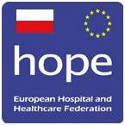 hope
European Hospital and
Healthcare Federation